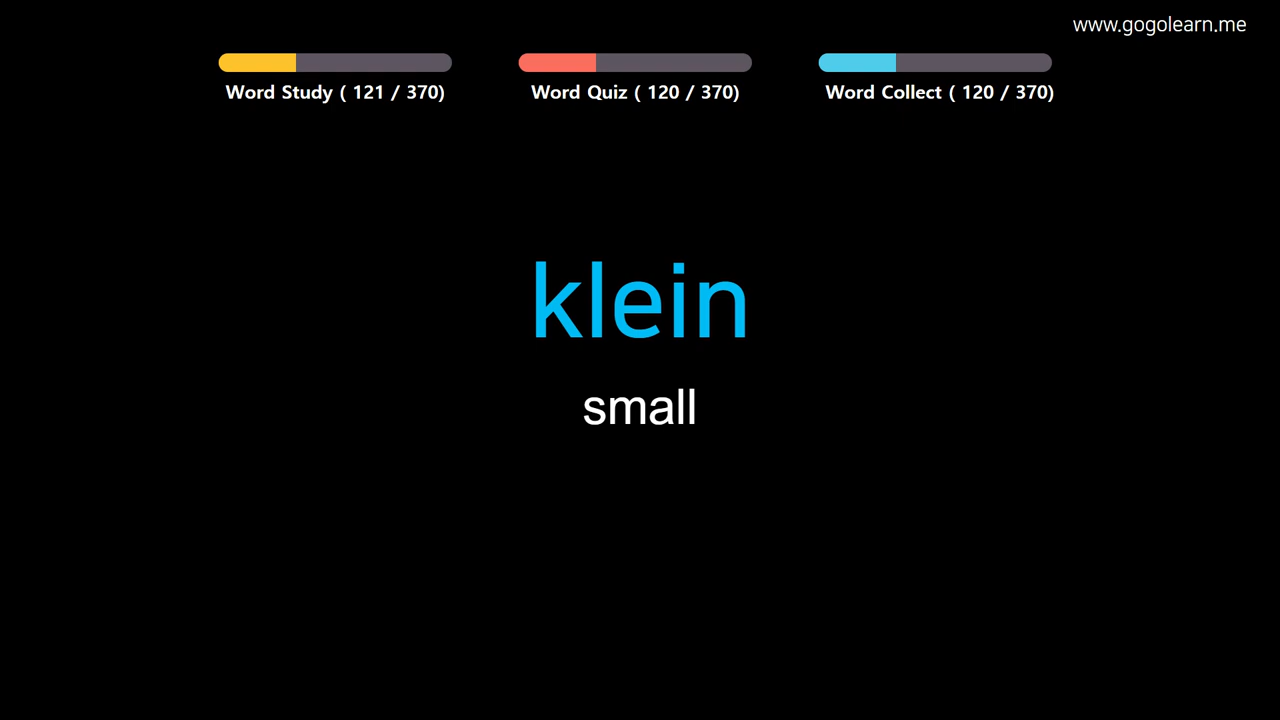 www.gogolearn.me
Word Study ( 121 / 370)
Word Quiz ( 120 / 370)
Word Collect ( 120 / 370)
klein
small